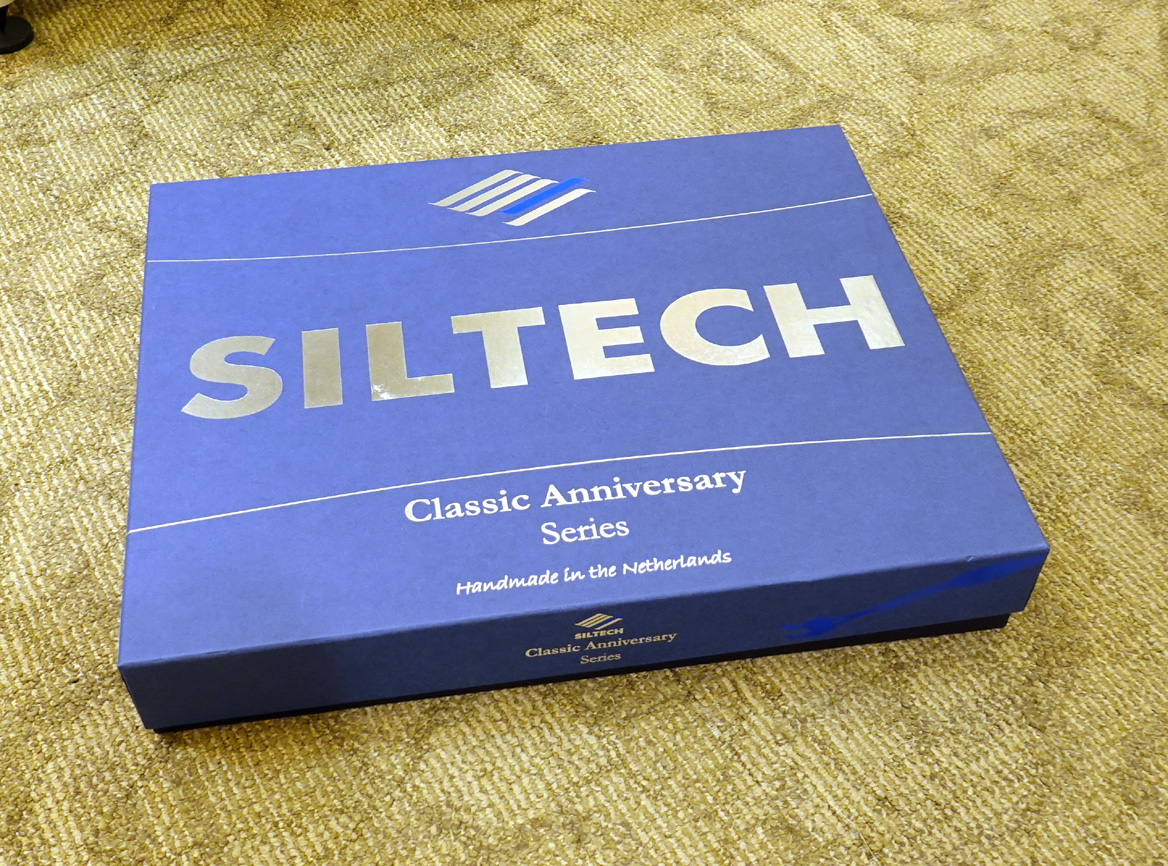 SILTECH
Classic Anniversary
Series
Handmade in the Netherlands
SILTECH
Classic Anniversary
Series